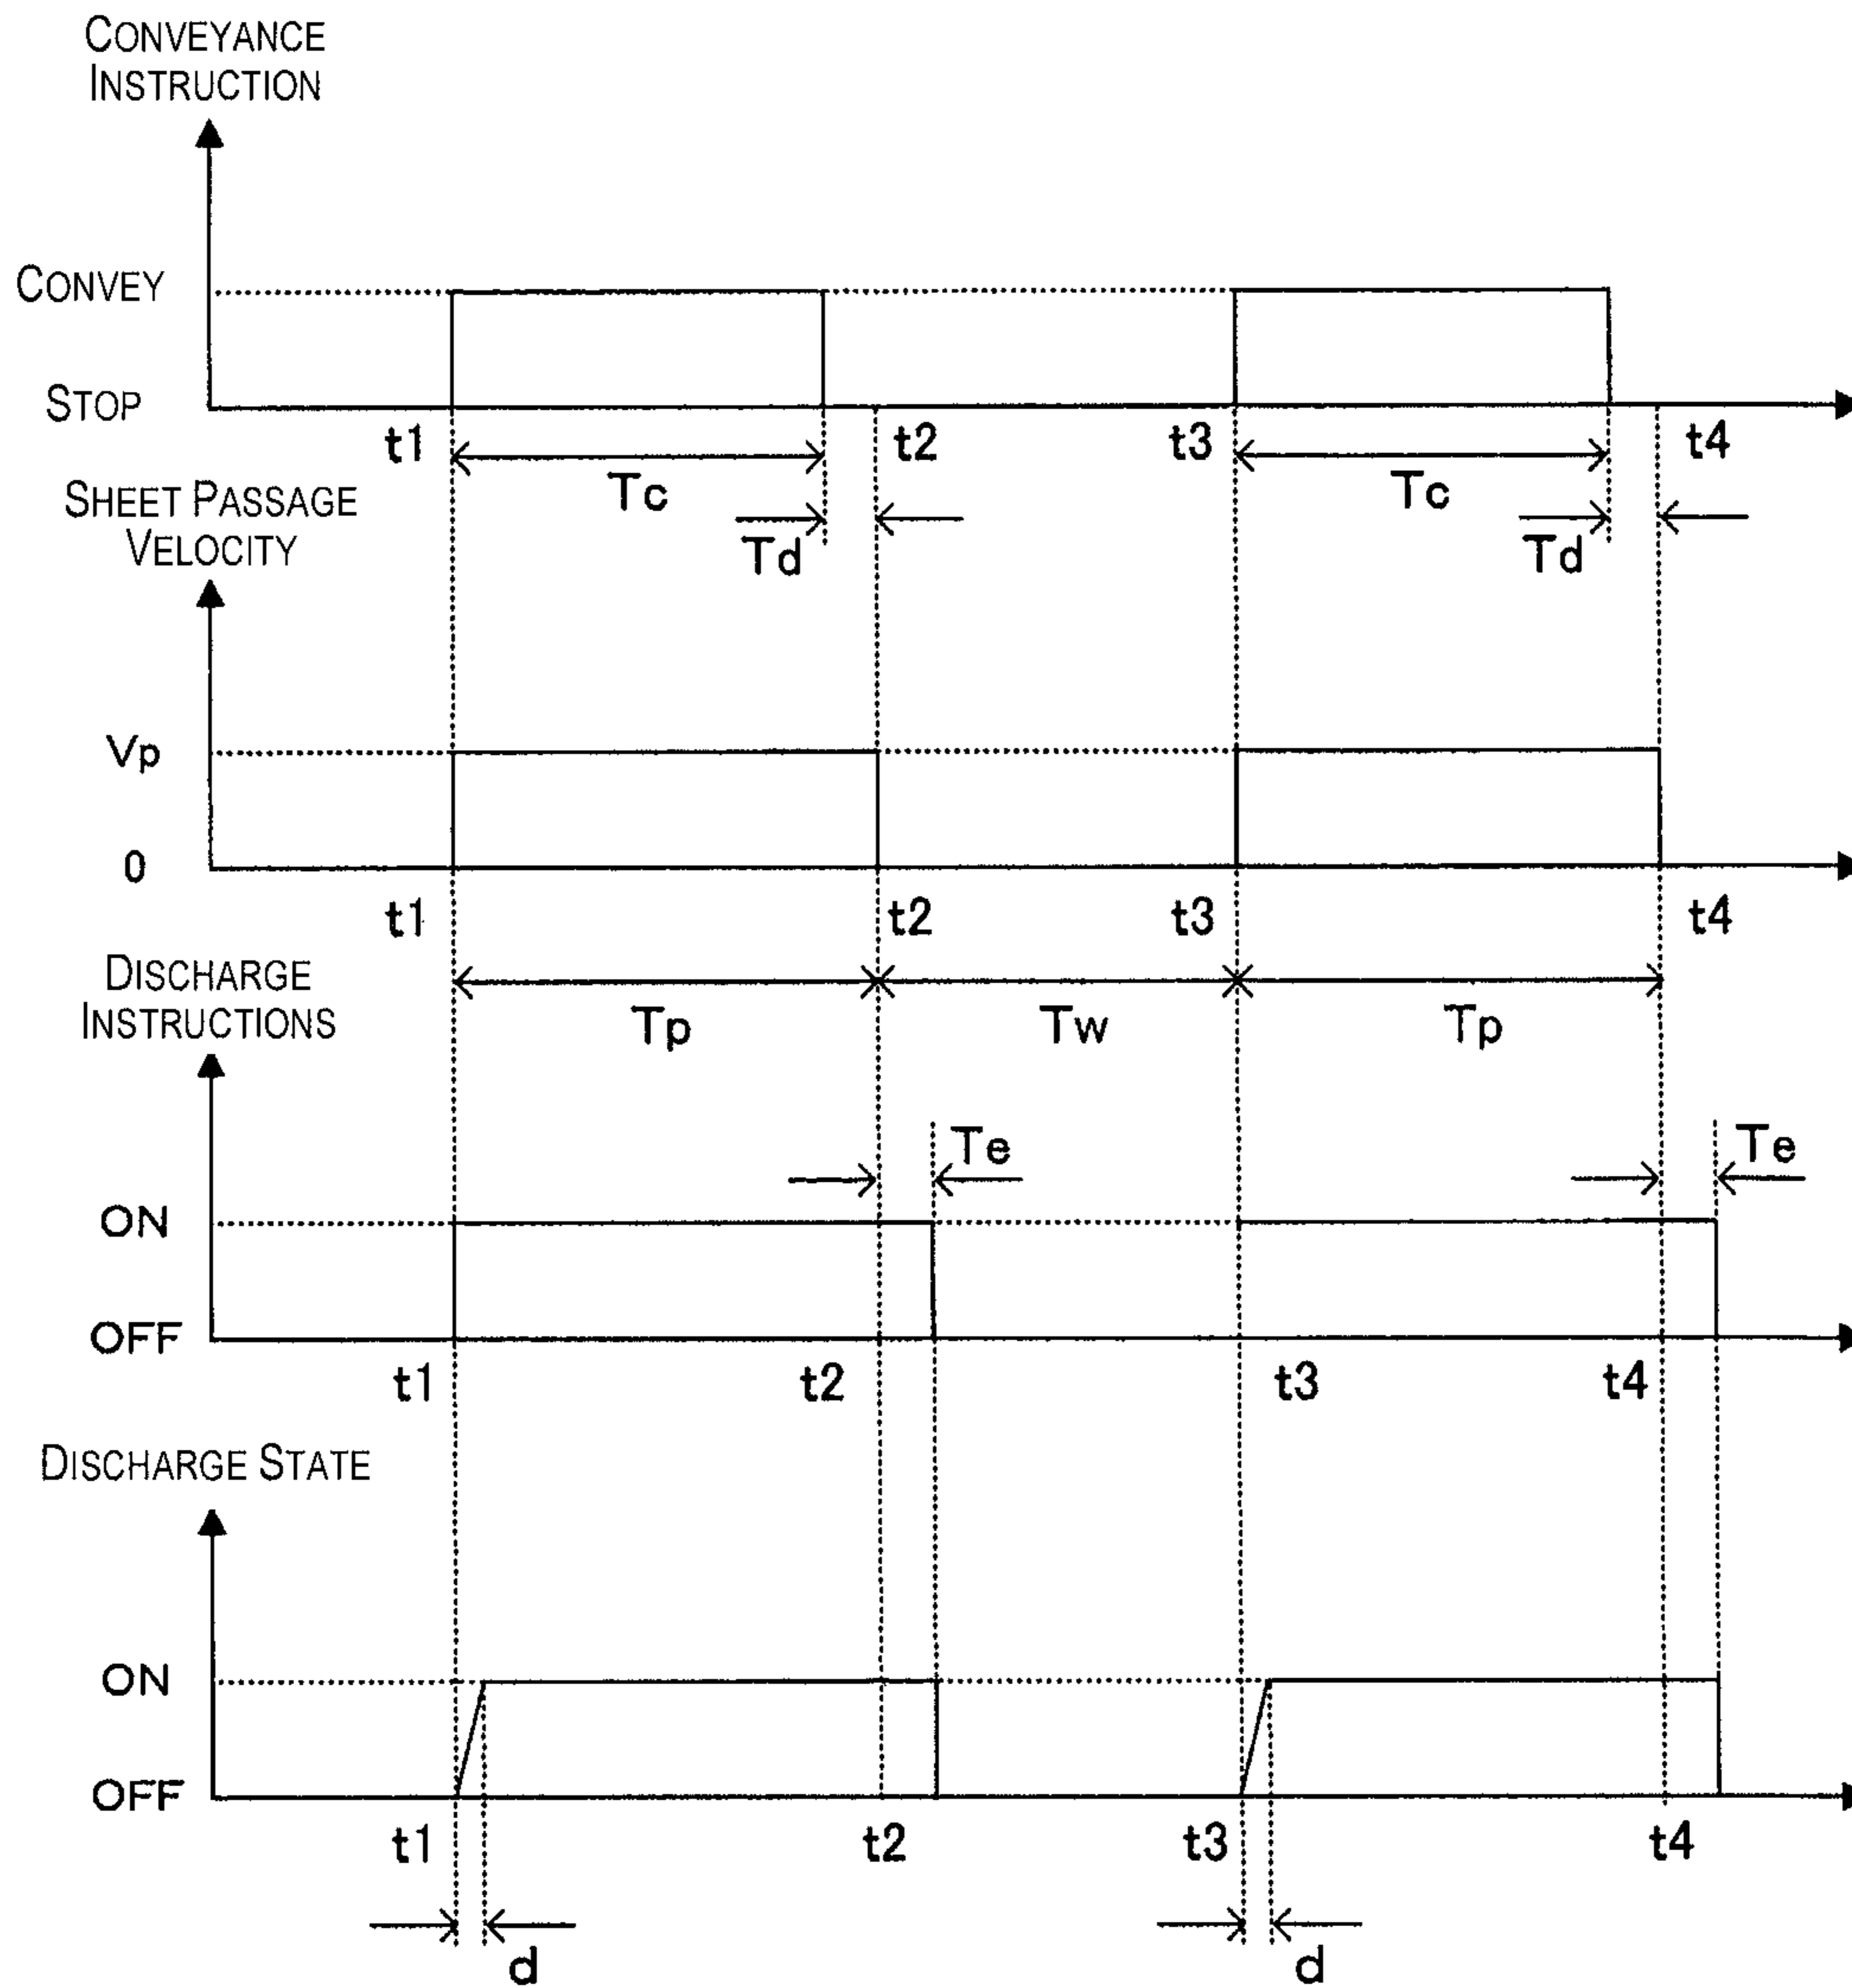 CONVEYANCE
INSTRUCTION
CONVEY
STOP
t1
t2
t3
t4
Tc
Tc
Td
Td
SHEET PASSAGE
VELOCITY
Vp
0
t1
t2
t3
t4
DISCHARGE
INSTRUCTIONS
Tp
Tw
Tp
Te
Te
ON
OFF
t1
t2
t3
t4
DISCHARGE STATE
ON
OFF
t1
t2
t3
t4
d
d